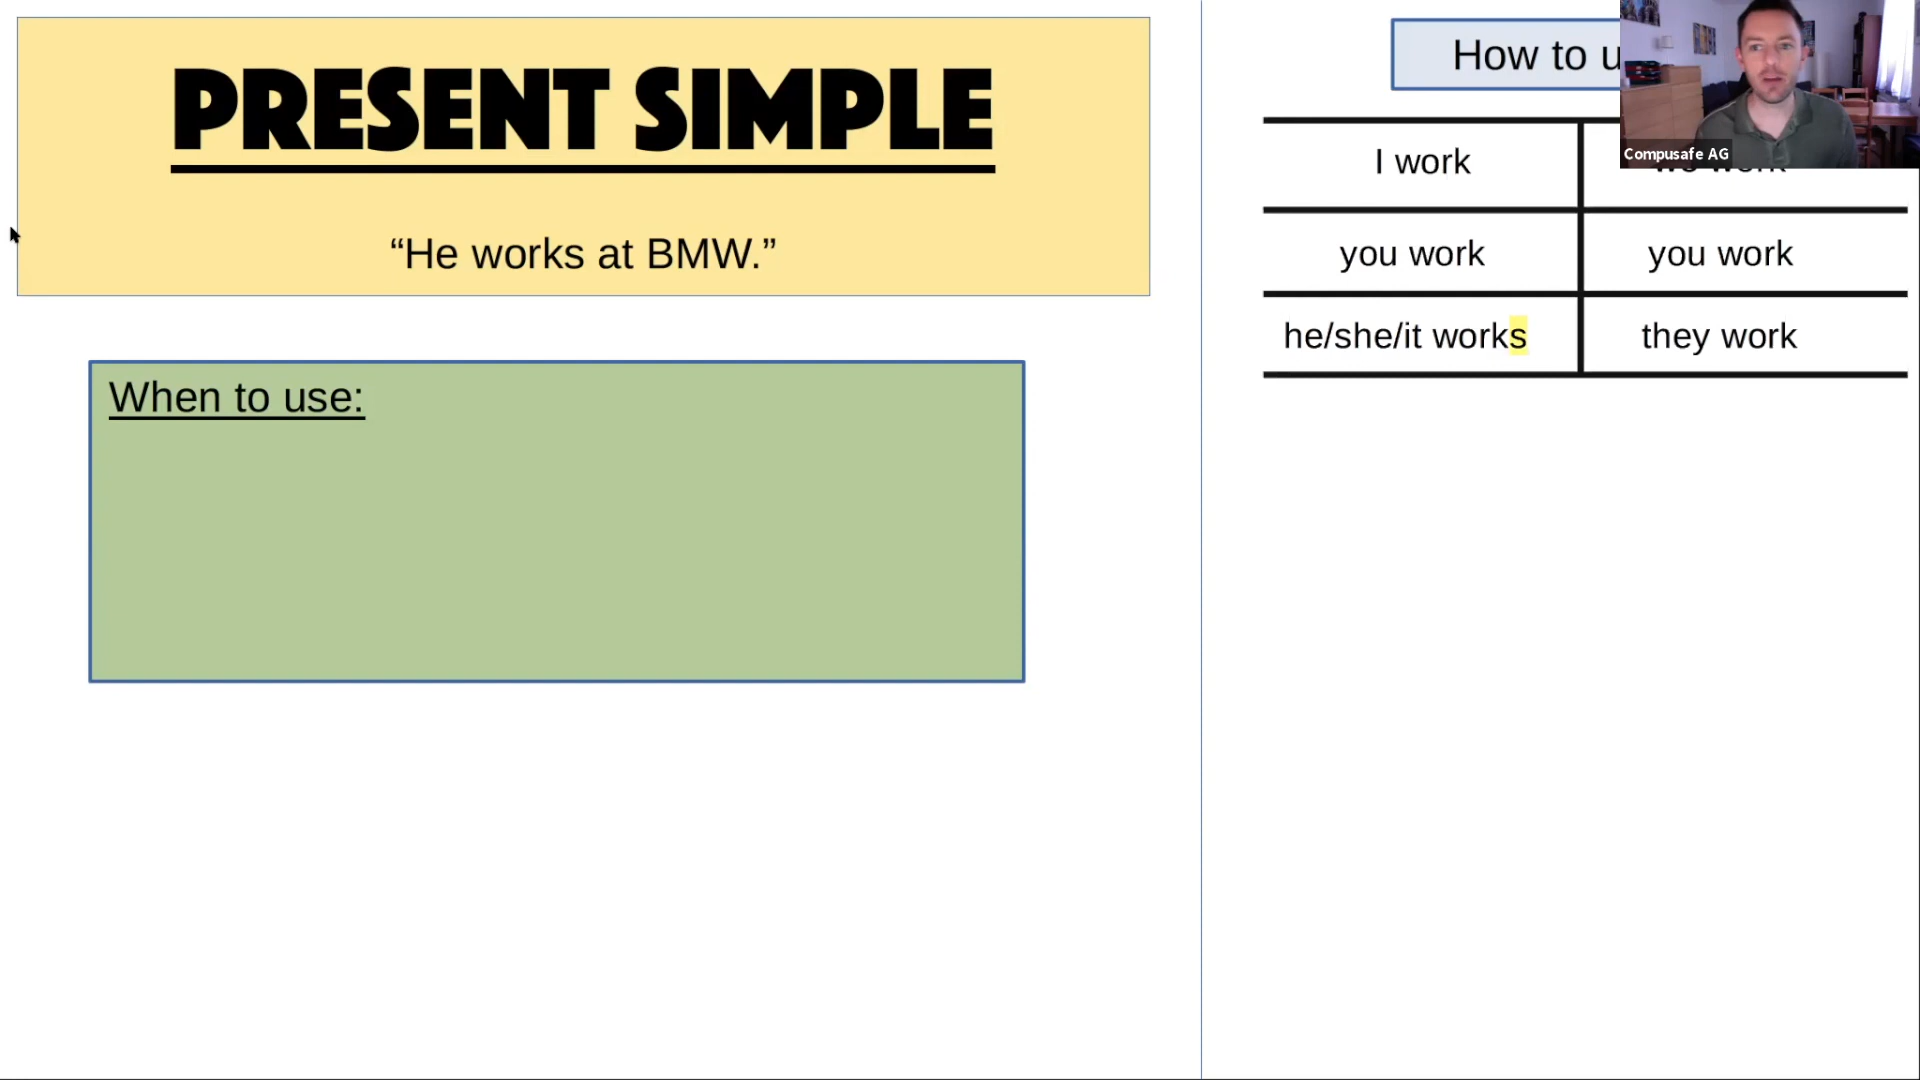 PRESENT SIMPLE
“He works at BMW.”
When to use:
How to
Compusafe AG
I work
you work
you work
he/she/it works
they work